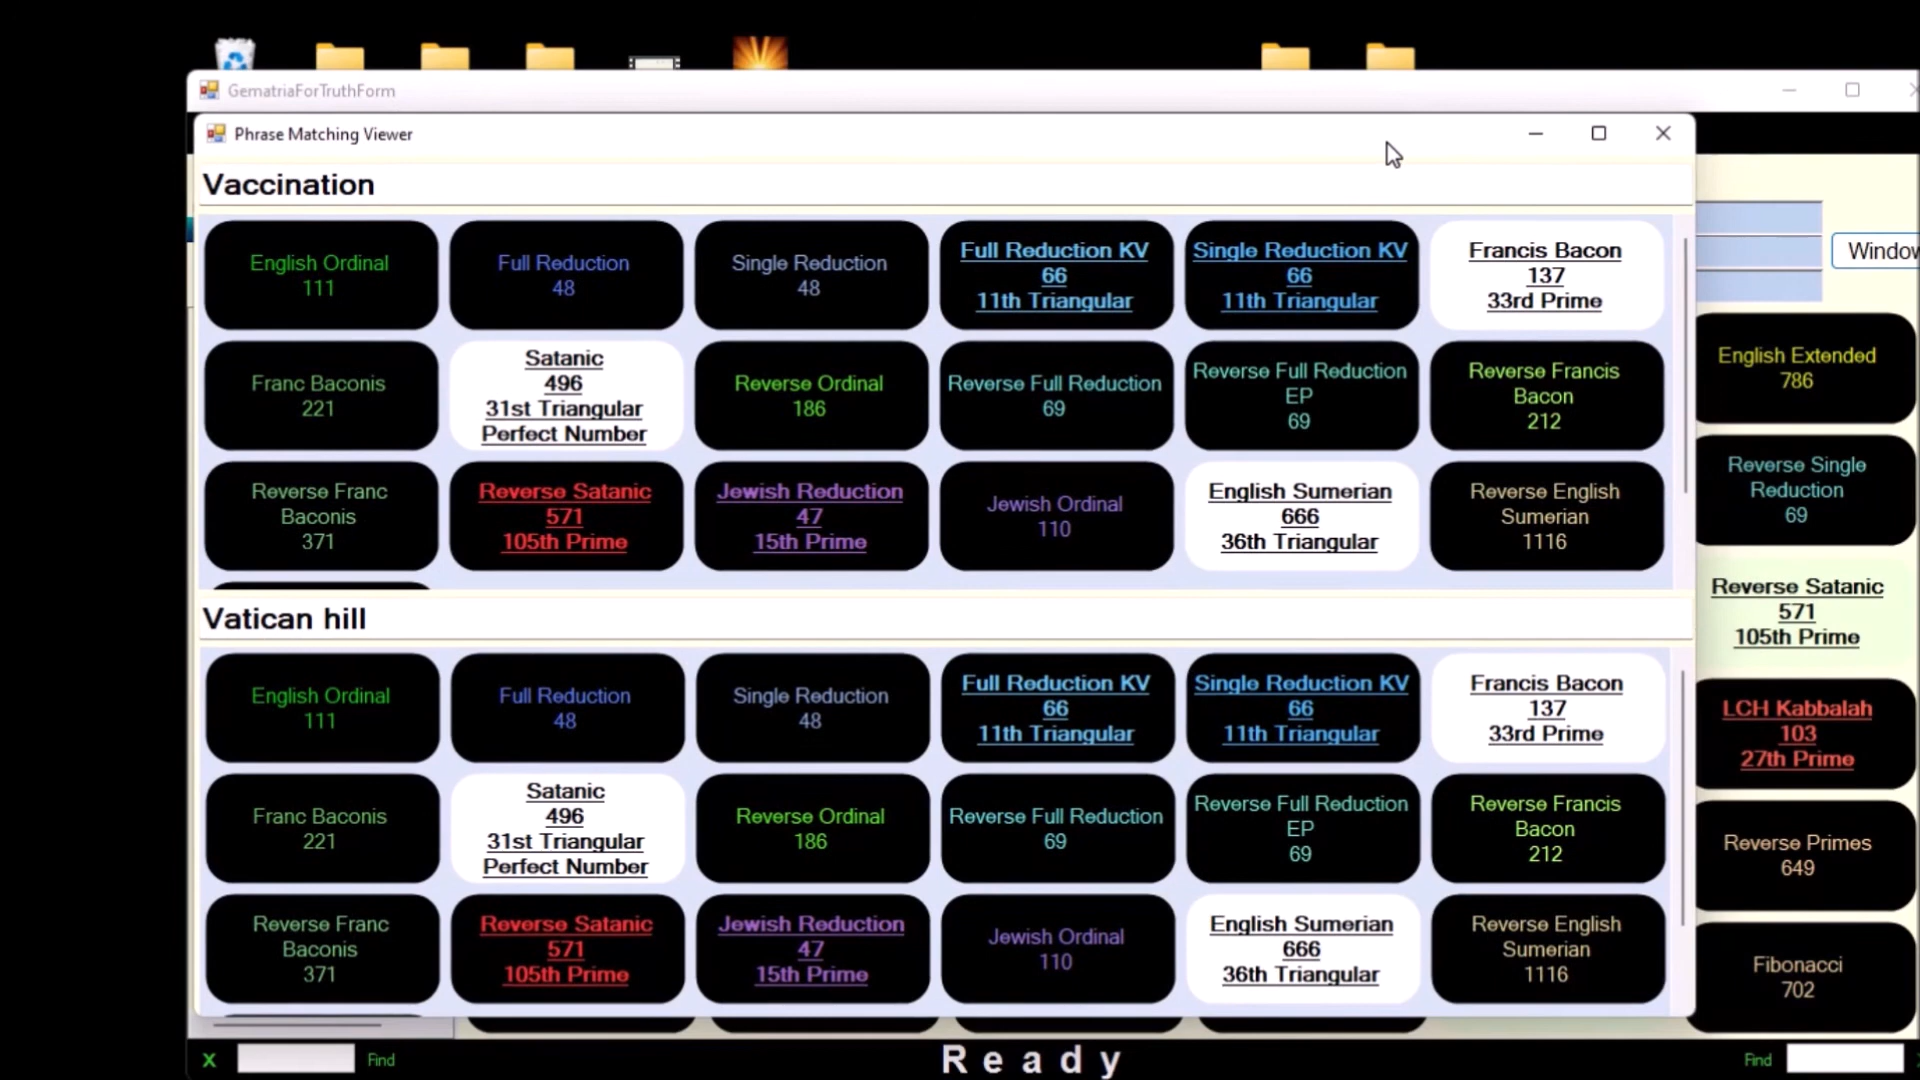 GematriaForTruthForm
Phrase Matching Viewer
Vaccination
English Ordinal
111
Full Reduction
48
Single Reduction
48
Full Reduction KV
66
11th Triangular
Single Reduction KV
66
11th Triangular
Francis Bacon
137
33rd Prime
Franc Baconis
221
Satanic
496
31st Triangular
Perfect Number
Reverse Ordinal
186
Reverse Full Reduction
69
Reverse Full Reduction
EP
69
Reverse Francis
Bacon
212
Reverse Franc
Baconis
371
Reverse Satanic
571
105th Prime
Jewish Reduction
47
15th Prime
Jewish Ordinal
110
English Sumerian
666
36th Triangular
Reverse English
Sumerian
1116
Vatican hill
English Ordinal
111
Full Reduction
48
Single Reduction
48
Full Reduction KV
66
11th Triangular
Single Reduction KV
66
11th Triangular
Francis Bacon
137
33rd Prime
Franc Baconis
221
Satanic
496
31st Triangular
Perfect Number
Reverse Ordinal
186
Reverse Full Reduction
69
Reverse Full Reduction
EP
69
Reverse Francis
Bacon
212
Reverse Franc
Baconis
371
Reverse Satanic
571
105th Prime
Jewish Reduction
47
15th Prime
Jewish Ordinal
110
English Sumerian
666
36th Triangular
Reverse English
Sumerian
1116
Window
English Extended
786
Reverse Single
Reduction
69
Reverse Satanic
571
105th Prime
LCH Kabbalah
103
27th Prime
Reverse Primes
649
Fibonacci
702
X
Find
Ready
Find